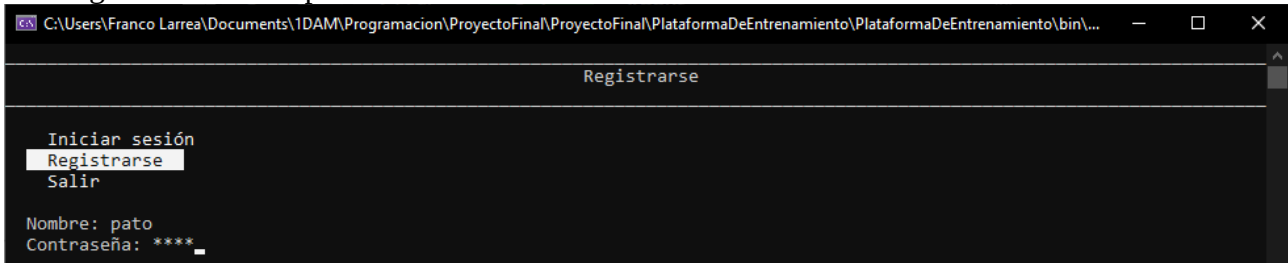 C:\Users\Franco Larrea\Documents\1DAM\Programacion\ProyectoFinal\ProyectoFinal\PlataformaDeEntrenamiento\PlataformaDeEntrenamiento\bin\...
Registrarse
Iniciar sesión
Registrarse
Salir
Nombre: pato
Contraseña: ****